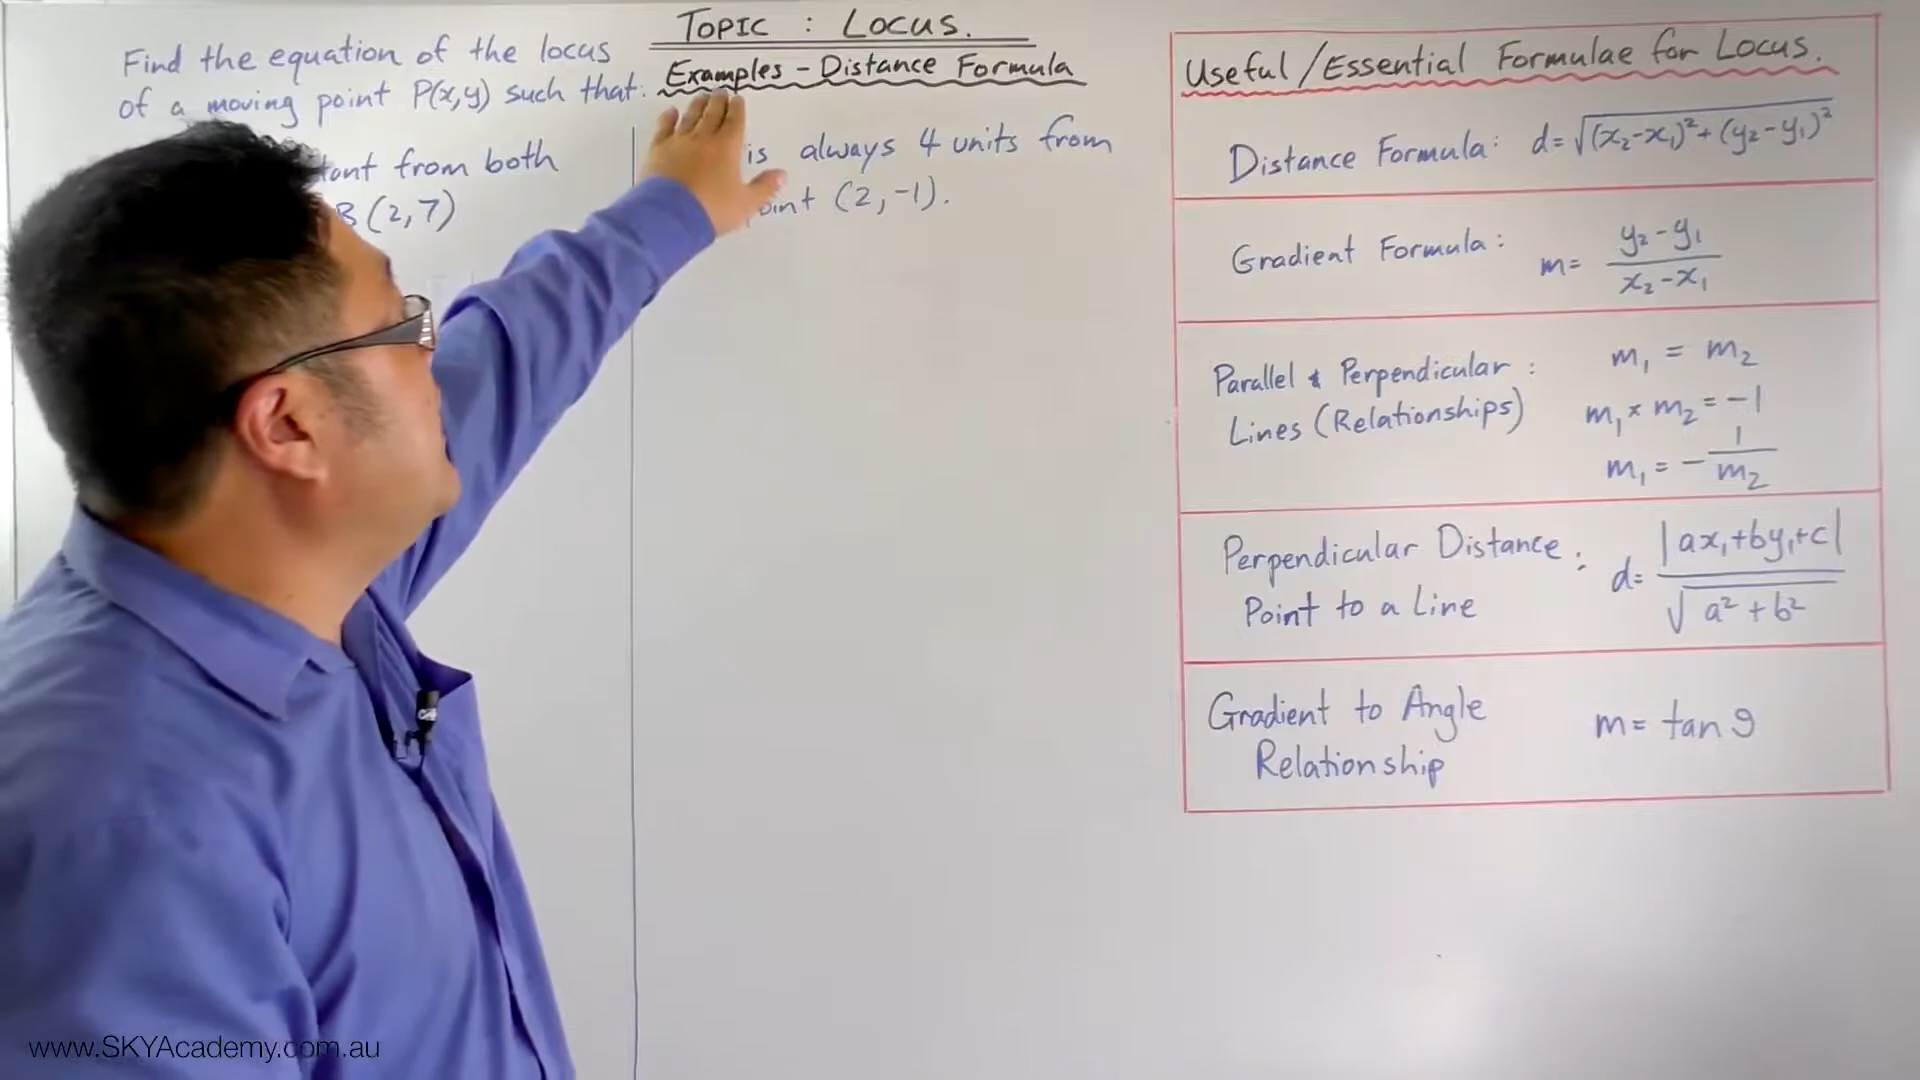 TOPIC : LOCUS.
Examples - Distance Formula
Find the equation of the locus
of a moving point P(x,y) such that:
from both
B(2,7)
is always 4 units from
(2,-1).
Useful/Essential Formulae for Locus.
Distance Formula: d=√(x₂-x₁)²+(y₂-y₁)²
Gradient Formula: m= y₂-y₁ / x₂-x₁
Parallel & Perpendicular :
Lines (Relationships)
m₁ = m₂
m₁ × m₂ = -1
m₁ = - 1/m₂
Perpendicular Distance :
Point to a Line
d= |ax₁+by₁+c| / √a²+b²
Gradient to Angle
Relationship
m= tan θ
www.SKYAcademy.com.au